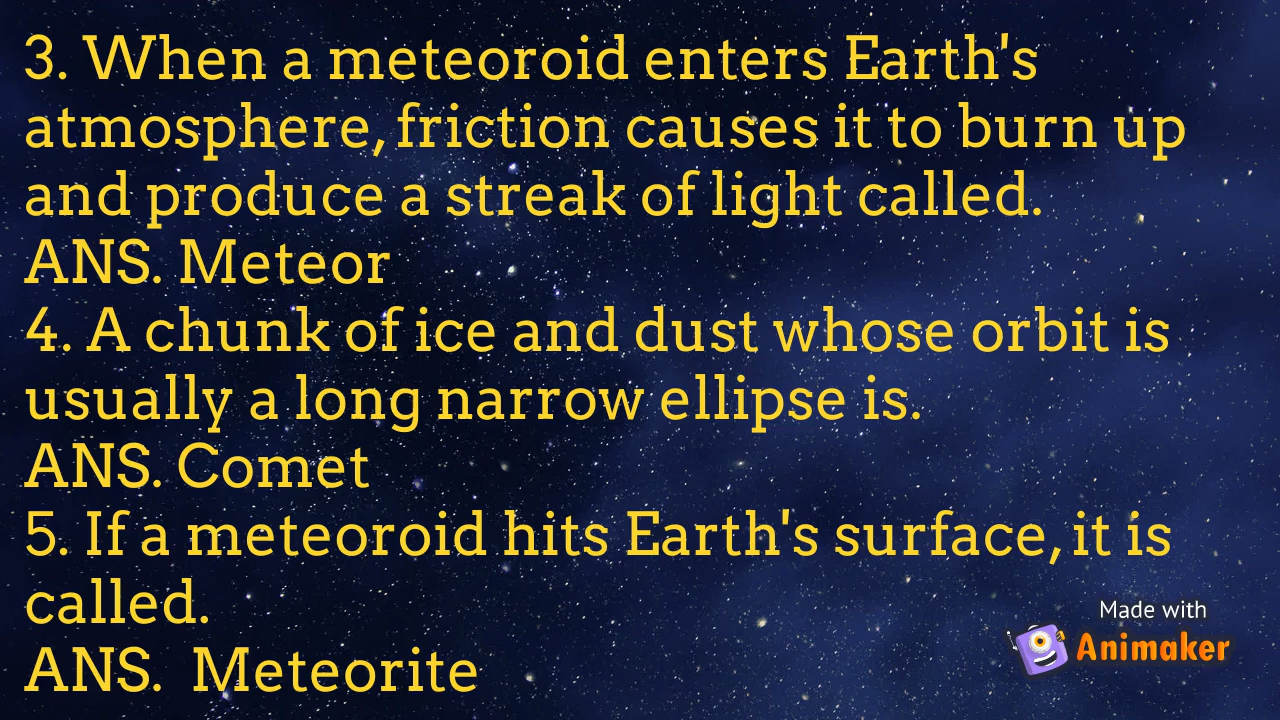 3. When a meteoroid enters Earth's
atmosphere, friction causes it to burn up
and produce a streak of light called.
ANS. Meteor
4. A chunk of ice and dust whose orbit is
usually a long narrow ellipse is.
ANS. Comet
5. If a meteoroid hits Earth's surface, it is
called.
ANS.  Meteorite
Made with
Animaker